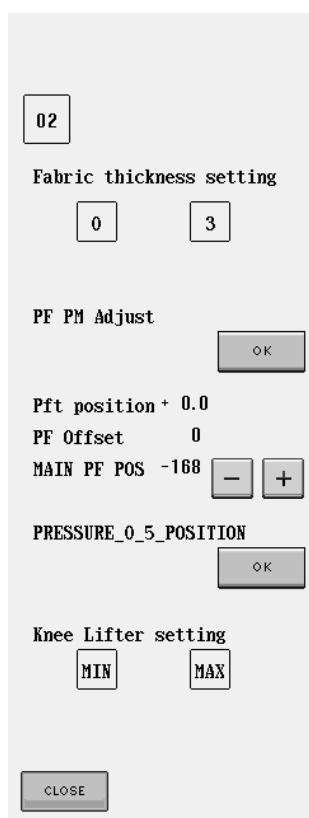 02
Fabric thickness setting
0 3
PF PM Adjust
OK
Pft position + 0.0
PF Offset 0
MAIN PF POS -168 − +
PRESSURE_0_5_POSITION
OK
Knee Lifter setting
MIN MAX
CLOSE